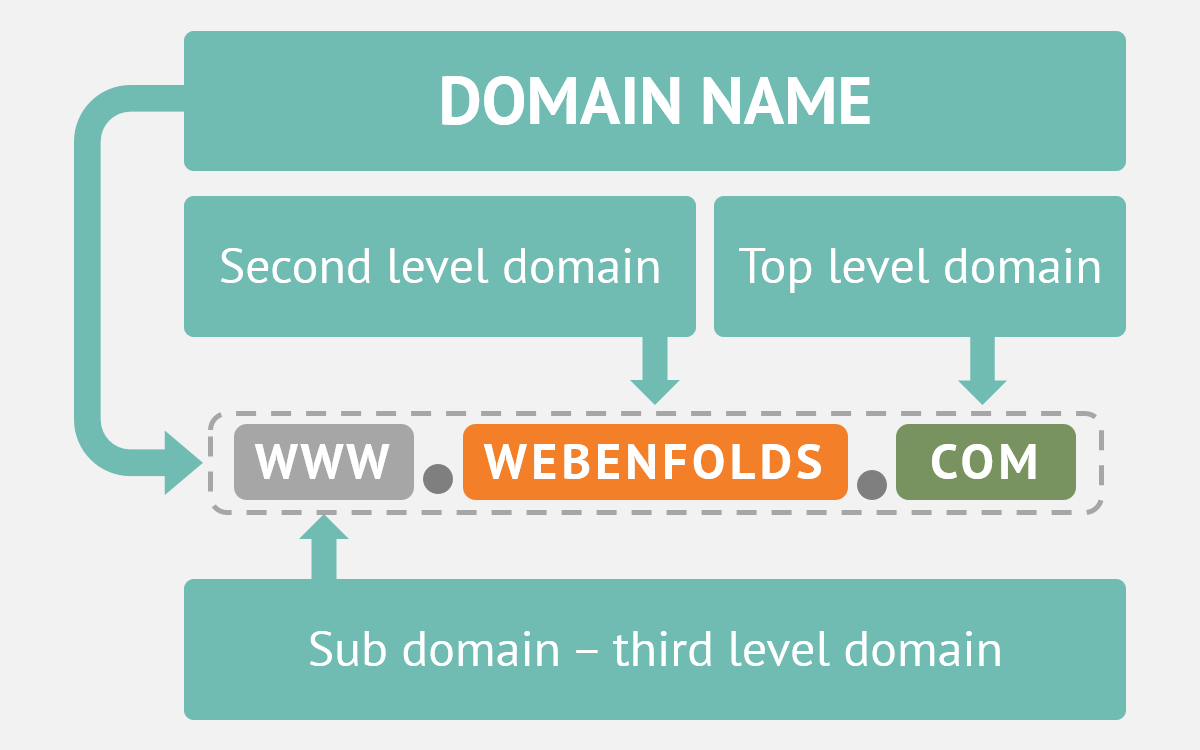 DOMAIN NAME
Second level domain
Top level domain
WWW.WEBENFOLDS.COM
Sub domain – third level domain